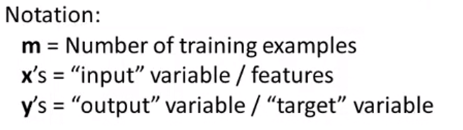 Notation:
m = Number of training examples
x’s = “input” variable / features
y’s = “output” variable / “target” variable